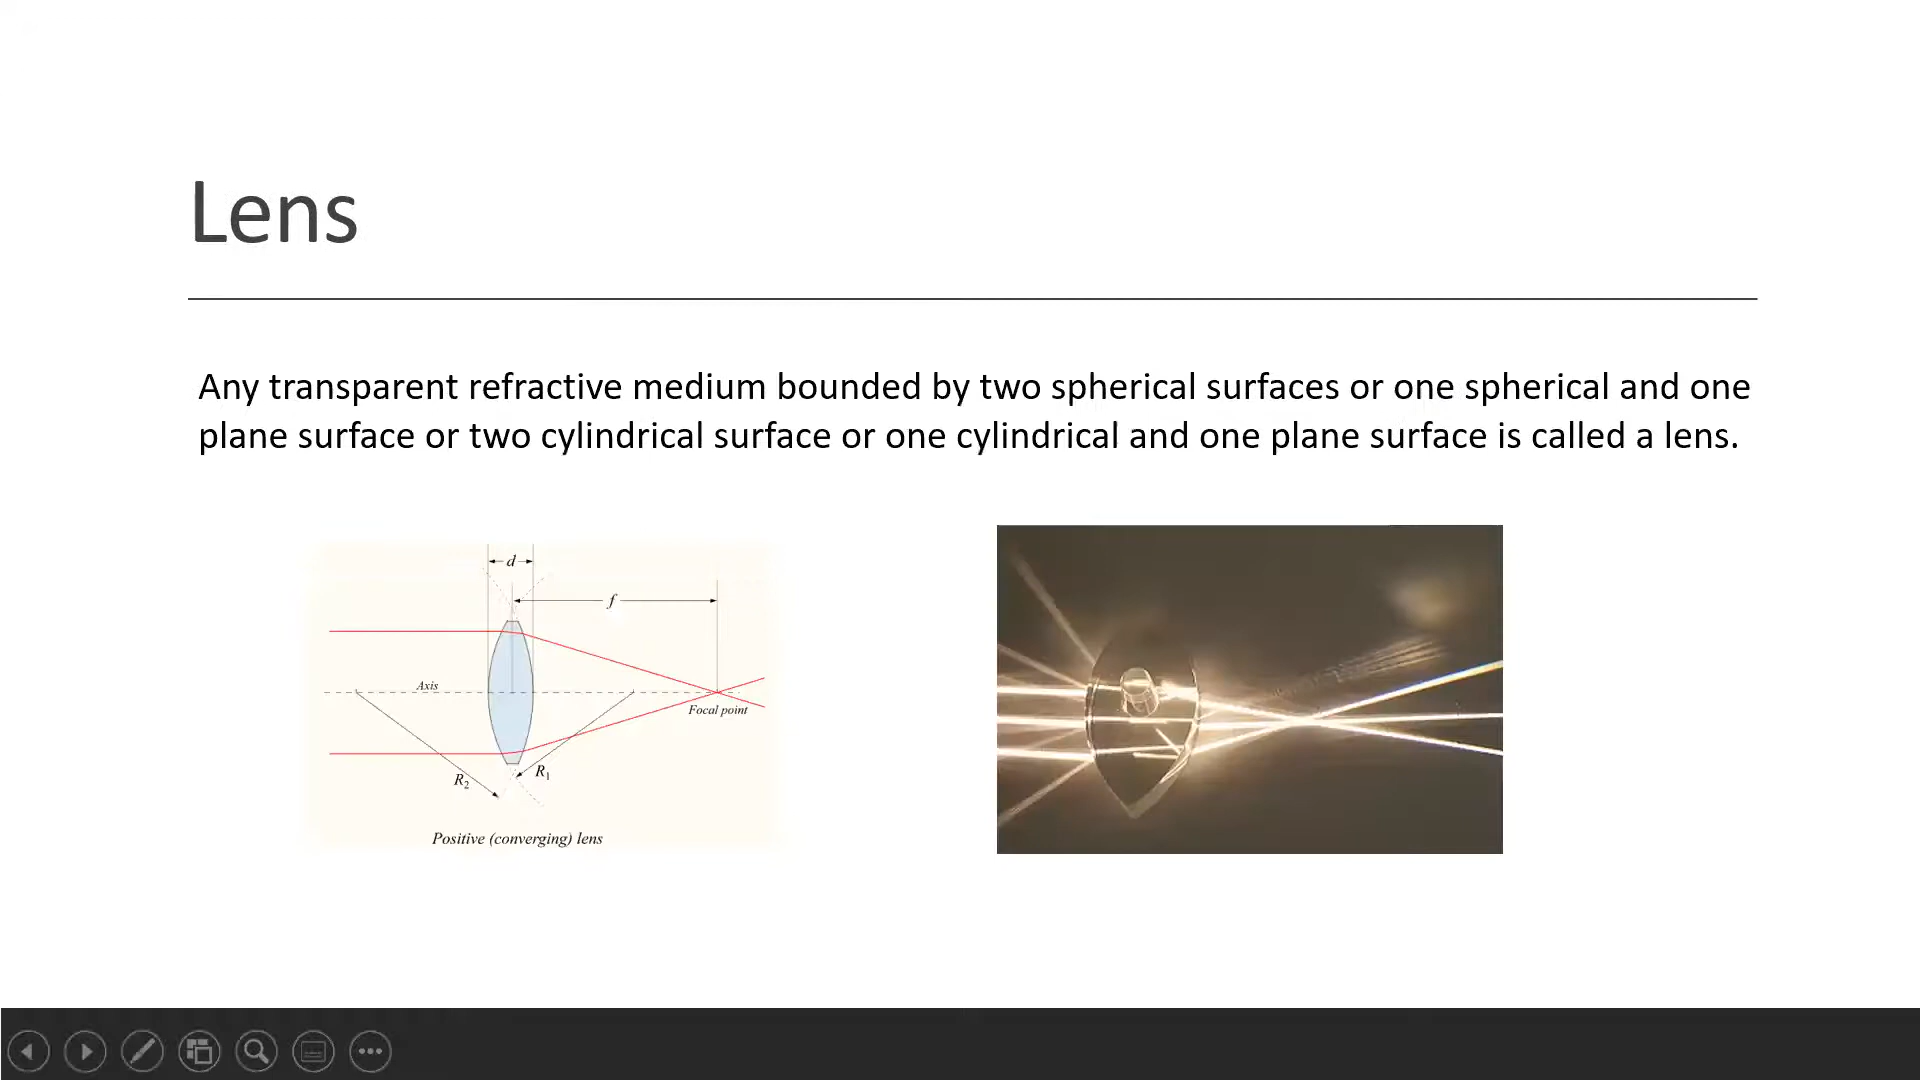 Lens
Any transparent refractive medium bounded by two spherical surfaces or one spherical and one
plane surface or two cylindrical surface or one cylindrical and one plane surface is called a lens.
d
f
Axis
Focal point
R2
R1
Positive (converging) lens